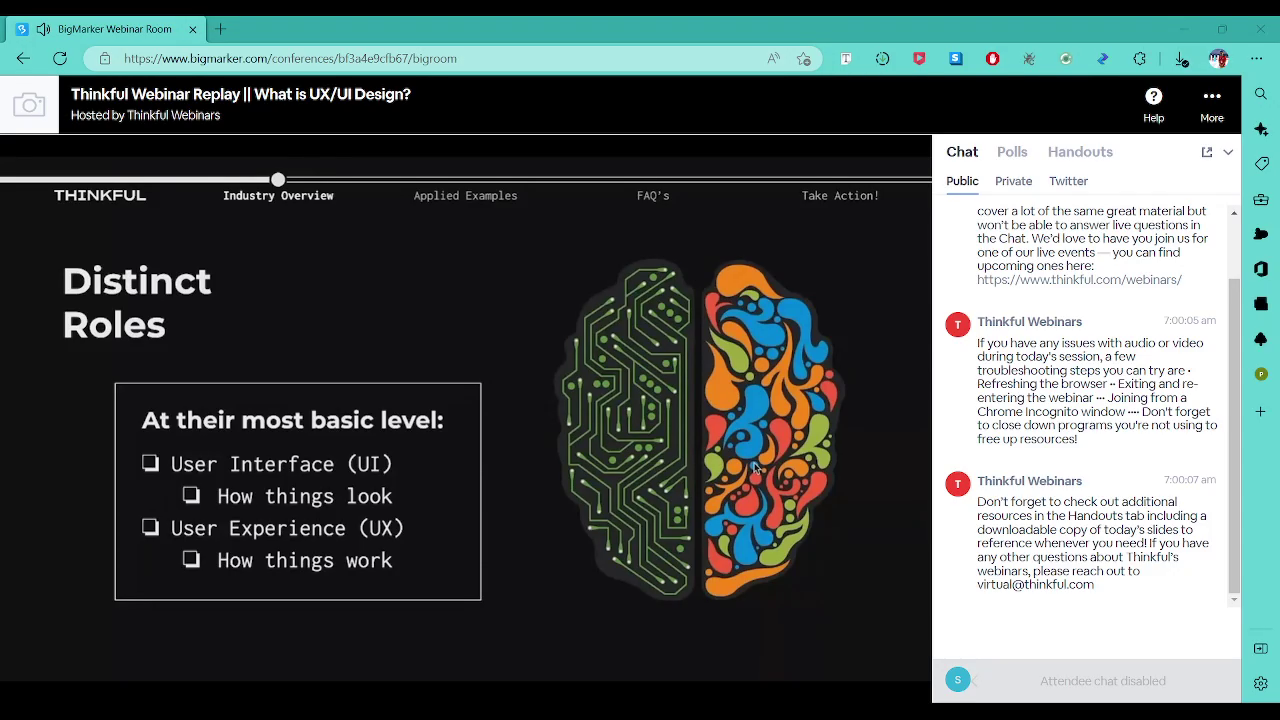 BigMarker Webinar Room
https://www.bigmarker.com/conferences/bf3a4e9cfb67/bigroom
Thinkful Webinar Replay || What is UX/UI Design?
Hosted by Thinkful Webinars
Help
More
THINKFUL
Industry Overview
Applied Examples
FAQ's
Take Action!
Distinct
Roles
At their most basic level:
User Interface (UI)
How things look
User Experience (UX)
How things work
Chat
Polls
Handouts
Public
Private
Twitter
cover a lot of the same great material but
won't be able to answer live questions in
the Chat. We'd love to have you join us for
one of our live events — you can find
upcoming ones here:
https://www.thinkful.com/webinars/
T
Thinkful Webinars
7:00:05 am
If you have any issues with audio or video
during today's session, a few
troubleshooting steps you can try are •
Refreshing the browser •• Exiting and re-
entering the webinar ••• Joining from a
Chrome Incognito window •••• Don't forget
to close down programs you're not using to
free up resources!
T
Thinkful Webinars
7:00:07 am
Don't forget to check out additional
resources in the Handouts tab including a
downloadable copy of today's slides to
reference whenever you need! If you have
any other questions about Thinkful's
webinars, please reach out to
virtual@thinkful.com
S
Attendee chat disabled